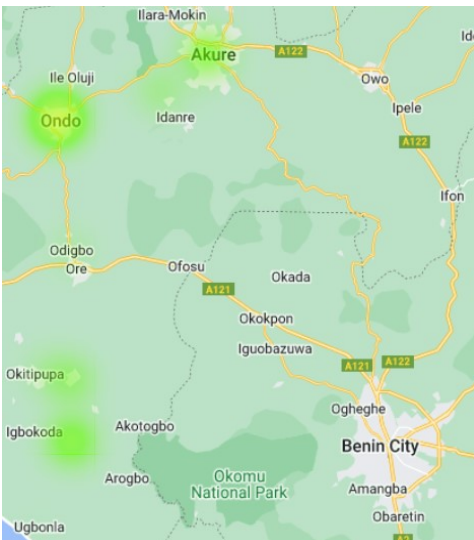 Ilara-Mokin
Akure
A122
Ile Oluji
Owo
Ondo
Idanre
Ipele
A122
Ifon
Odigbo
Ore
Ofosu
Okada
A121
Okokpon
Iguobazuwa
A121
A122
Okitipupa
Ogheghe
Igbokoda
Akotogbo
Benin City
Arogbo
Okomu
National Park
Amangba
Obaretin
Ugbonla